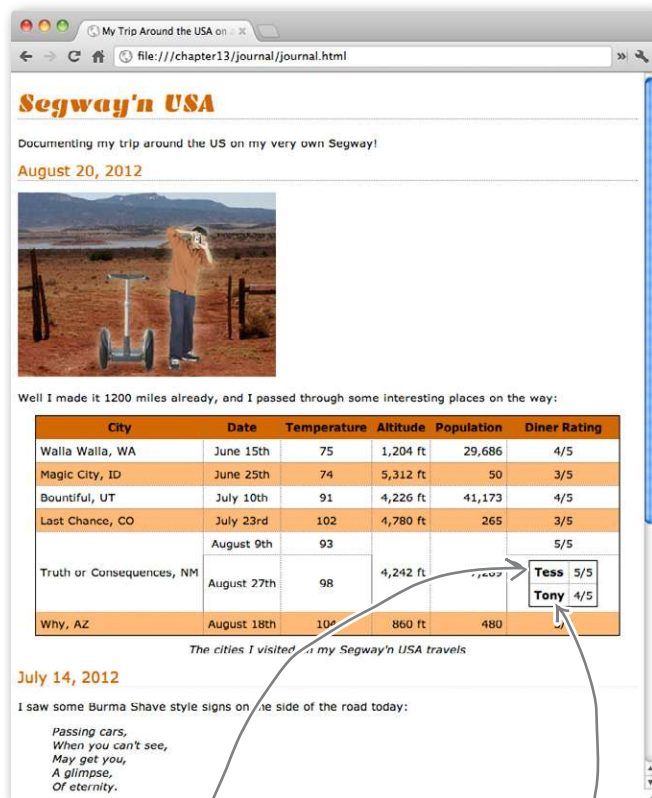 My Trip Around the USA on a
file:///chapter13/journal/journal.html
Segway'n USA
Documenting my trip around the US on my very own Segway!
August 20, 2012
Well I made it 1200 miles already, and I passed through some interesting places on the way:
City Date Temperature Altitude Population Diner Rating
Walla Walla, WA June 15th 75 1,204 ft 29,686 4/5
Magic City, ID June 25th 74 5,312 ft 50 3/5
Bountiful, UT July 10th 91 4,226 ft 41,173 4/5
Last Chance, CO July 23rd 102 4,780 ft 265 3/5
August 9th 93 5/5
Truth or Consequences, NM August 27th 98 4,242 ft
Tess 5/5
Tony 4/5
Why, AZ August 18th 104 860 ft 480
The cities I visited on my Segway'n USA travels
July 14, 2012
I saw some Burma Shave style signs on the side of the road today:
Passing cars,
When you can't see,
May get you,
A glimpse,
Of eternity.